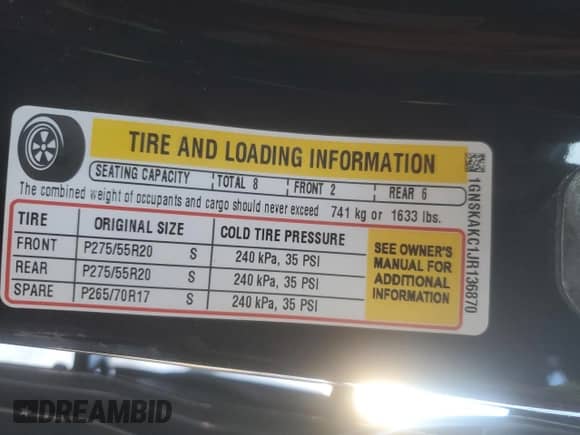 TIRE AND LOADING INFORMATION
SEATING CAPACITY TOTAL 8 FRONT 2 REAR 6
The combined weight of occupants and cargo should never exceed 741 kg or 1633 lbs.
TIRE ORIGINAL SIZE COLD TIRE PRESSURE
FRONT P275/55R20 S 240 kPa, 35 PSI
REAR P275/55R20 S 240 kPa, 35 PSI
SPARE P265/70R17 S 240 kPa, 35 PSI
SEE OWNER'S
MANUAL FOR
ADDITIONAL
INFORMATION
1GNSKAKC1JR136870
DREAMBID